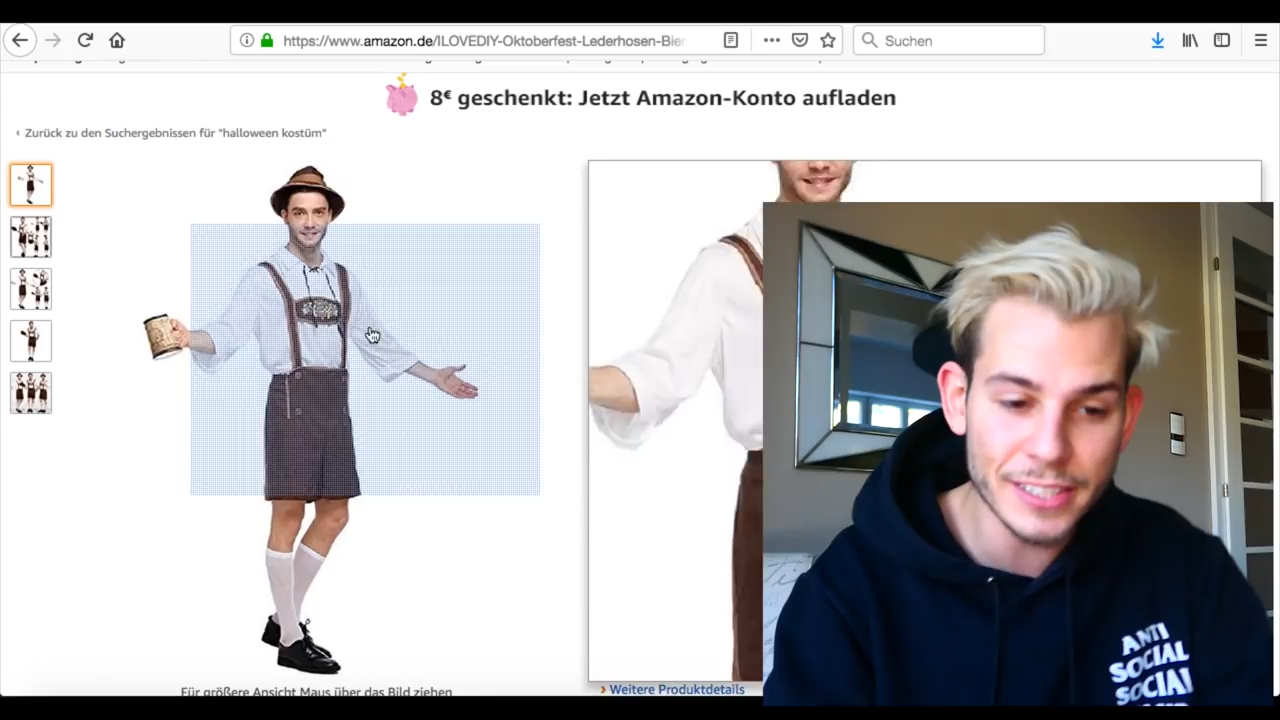 https://www.amazon.de/ILOVEDIY-Oktoberfest-Lederhosen-Bier
Suchen
8€ geschenkt: Jetzt Amazon-Konto aufladen
‹ Zurück zu den Suchergebnissen für "halloween kostüm"
Für größere Ansicht Maus über das Bild ziehen
› Weitere Produktdetails
ANTI
SOCIAL
SOCIAL